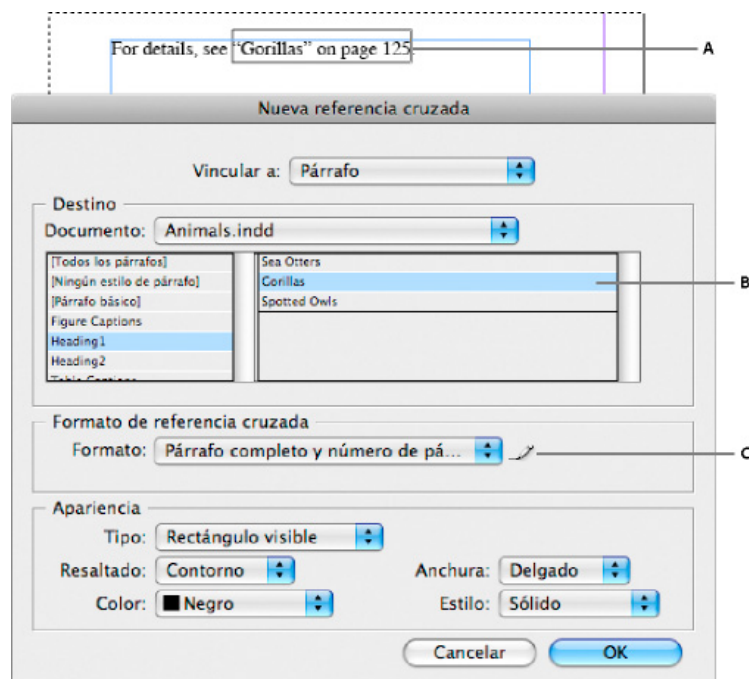 For details, see “Gorillas” on page 125.
A
Nueva referencia cruzada
Vincular a: Párrafo
Destino
Documento: Animals.indd
[Todos los párrafos]
[Ningún estilo de párrafo]
[Párrafo básico]
Figure Captions
Heading1
Heading2
Table Captions
Sea Otters
Gorillas
Spotted Owls
B
Formato de referencia cruzada
Formato: Párrafo completo y número de pá...
C
Apariencia
Tipo: Rectángulo visible
Resaltado: Contorno
Anchura: Delgado
Color: Negro
Estilo: Sólido
Cancelar
OK